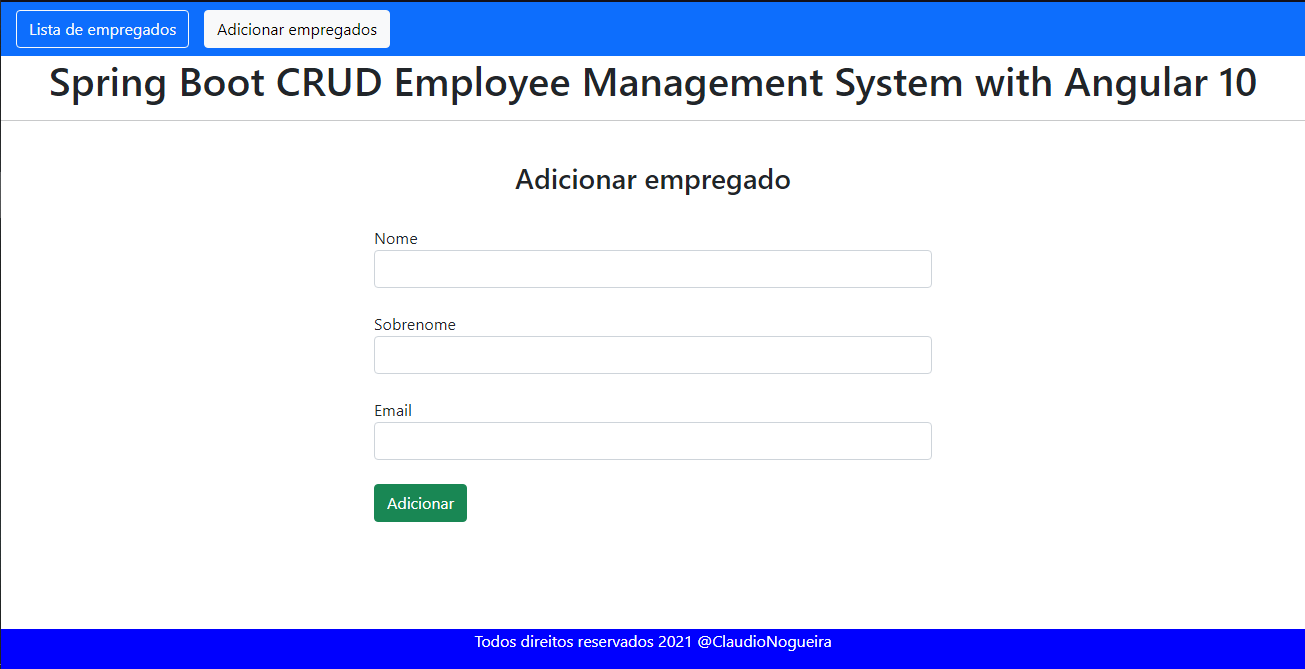 Lista de empregados Adicionar empregados
Spring Boot CRUD Employee Management System with Angular 10
Adicionar empregado
Nome
Sobrenome
Email
Adicionar
Todos direitos reservados 2021 @ClaudioNogueira